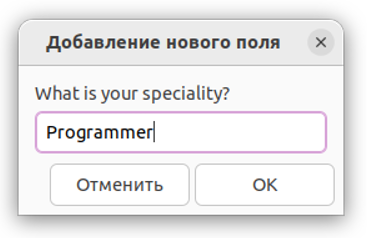 Добавление нового поля
What is your speciality?
Programmer
Отменить
OK